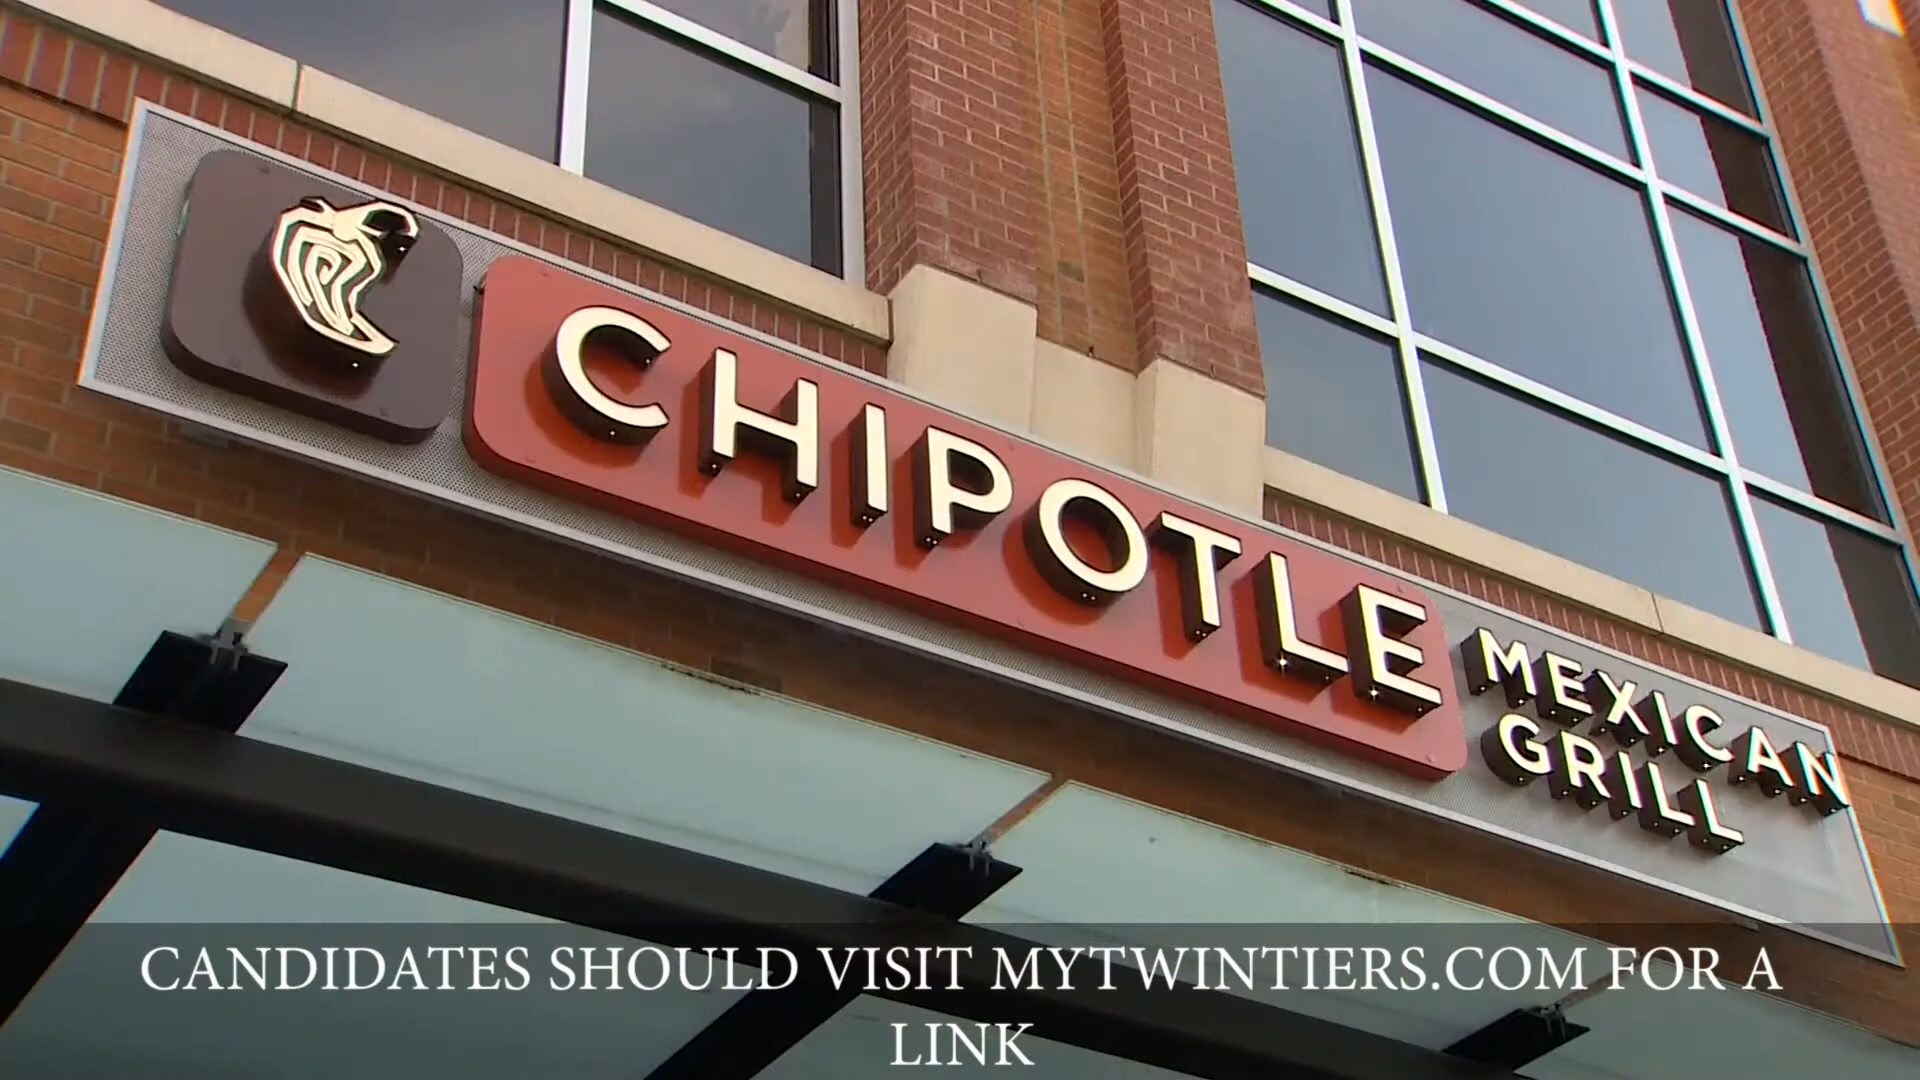 CHIPOTLE
MEXICAN
GRILL
CANDIDATES SHOULD VISIT MYTWINTIERS.COM FOR A
LINK